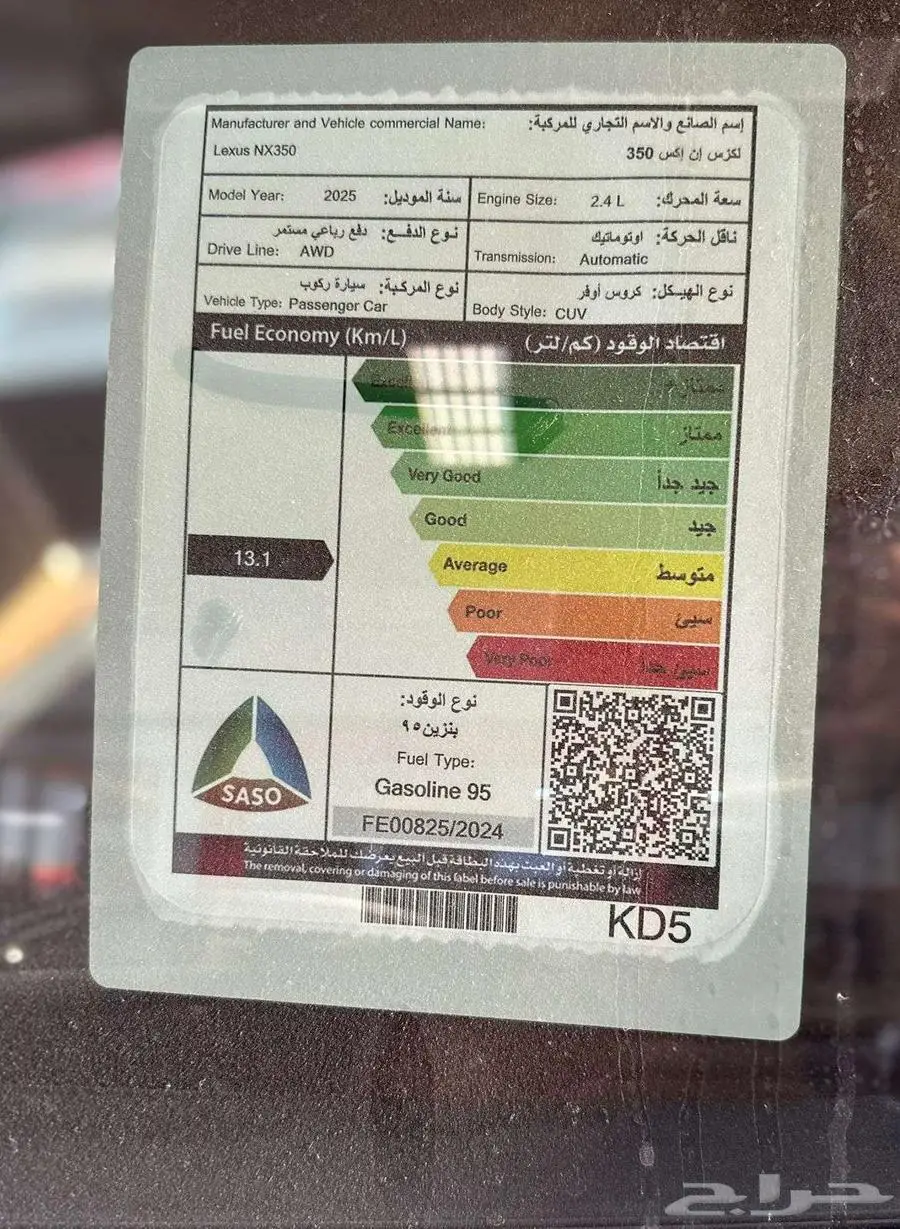 Manufacturer and Vehicle commercial Name: إسم الصانع والاسم التجاري للمركبة:
Lexus NX350 لكزس إن إكس 350
Model Year: 2025 سنة الموديل:
Engine Size: 2.4 L سعة المحرك:
نوع الدفـــع: دفع رباعي مستمر
Drive Line: AWD
ناقل الحركة: اوتوماتيك
Transmission: Automatic
نوع المركبة: سيارة ركوب
Vehicle Type: Passenger Car
نوع الهيـــكل: كروس أوفر
Body Style: CUV
Fuel Economy (Km/L) اقتصاد الوقود (كم/لتر)
ممتاز+
Excellent ممتاز
Very Good جيد جداً
Good جيد
13.1
Average متوسط
Poor سيئ
Very Poor سيئ جداً
SASO
نوع الوقود:
بنزين ٩٥
Fuel Type:
Gasoline 95
FE00825/2024
إزالة أو تغطية أو العبث بهذه البطاقة قبل البيع يعرضك للملاحقة القانونية
The removal, covering or damaging of this label before sale is punishable by law
KD5
حراج